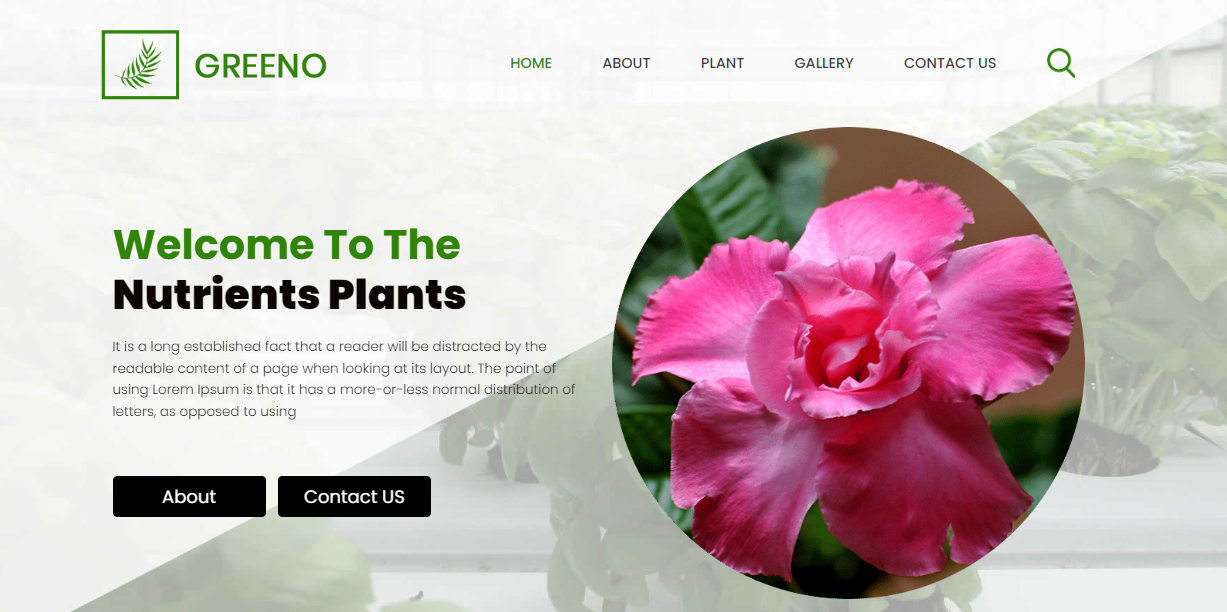 GREENO
HOME ABOUT PLANT GALLERY CONTACT US
Welcome To The
Nutrients Plants
It is a long established fact that a reader will be distracted by the
readable content of a page when looking at its layout. The point of
using Lorem Ipsum is that it has a more-or-less normal distribution of
letters, as opposed to using
About Contact US